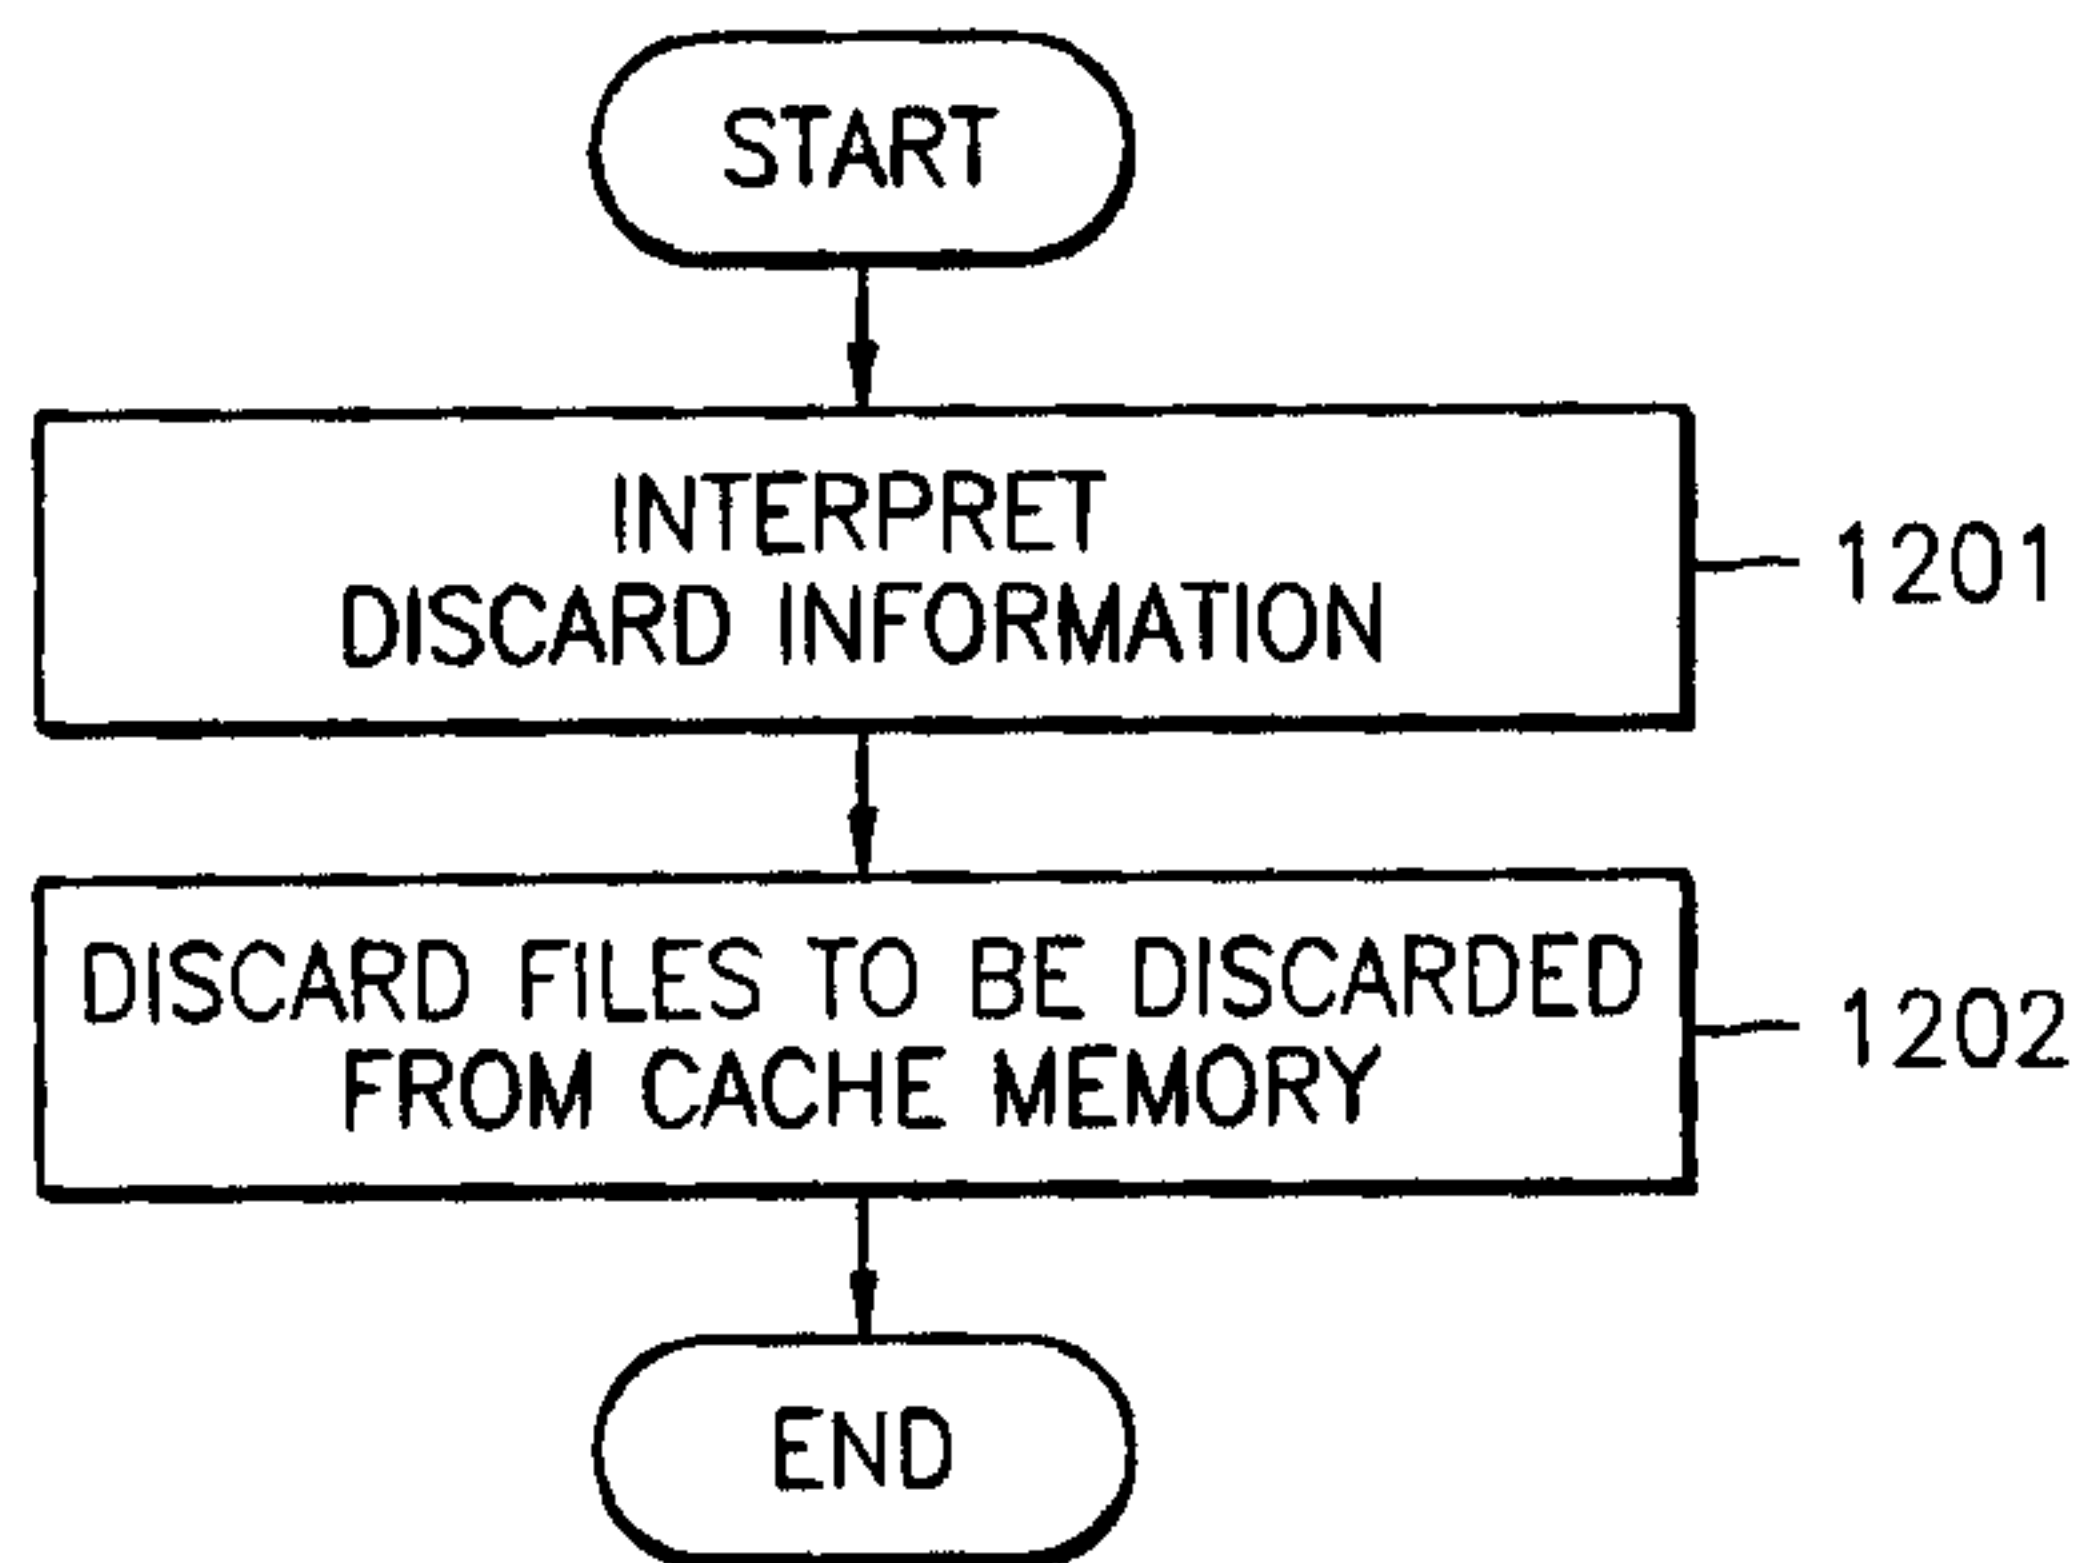 START
INTERPRET
DISCARD INFORMATION
1201
DISCARD FILES TO BE DISCARDED
FROM CACHE MEMORY
1202
END